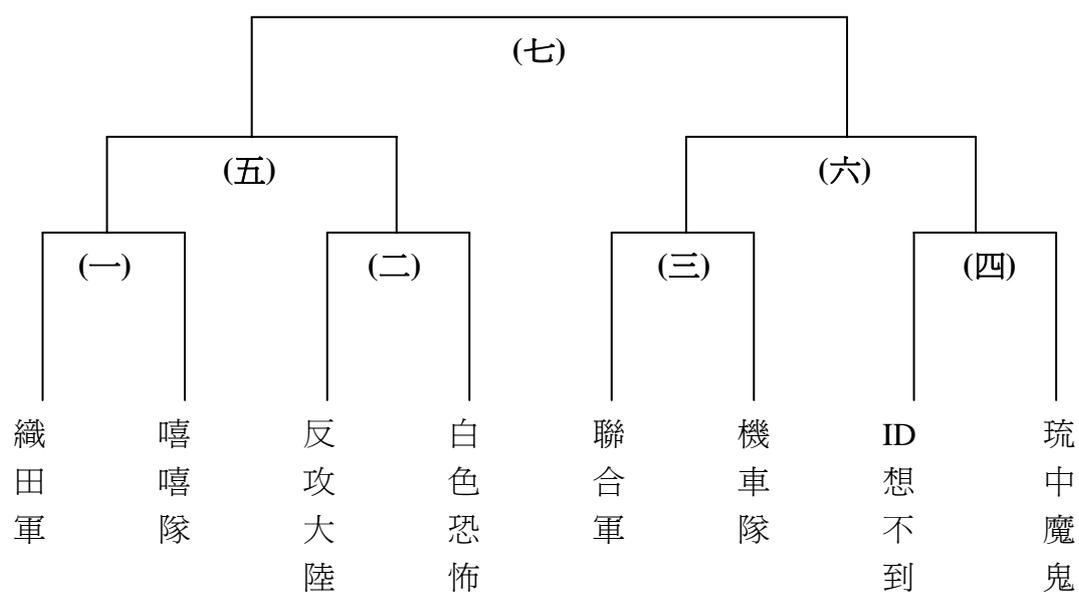 (七)
(五)
(六)
(一)
(二)
(三)
(四)
織田軍
嘻嘻隊
反攻大陸
白色恐怖
聯合軍
機車隊
ID想不到
琉中魔鬼